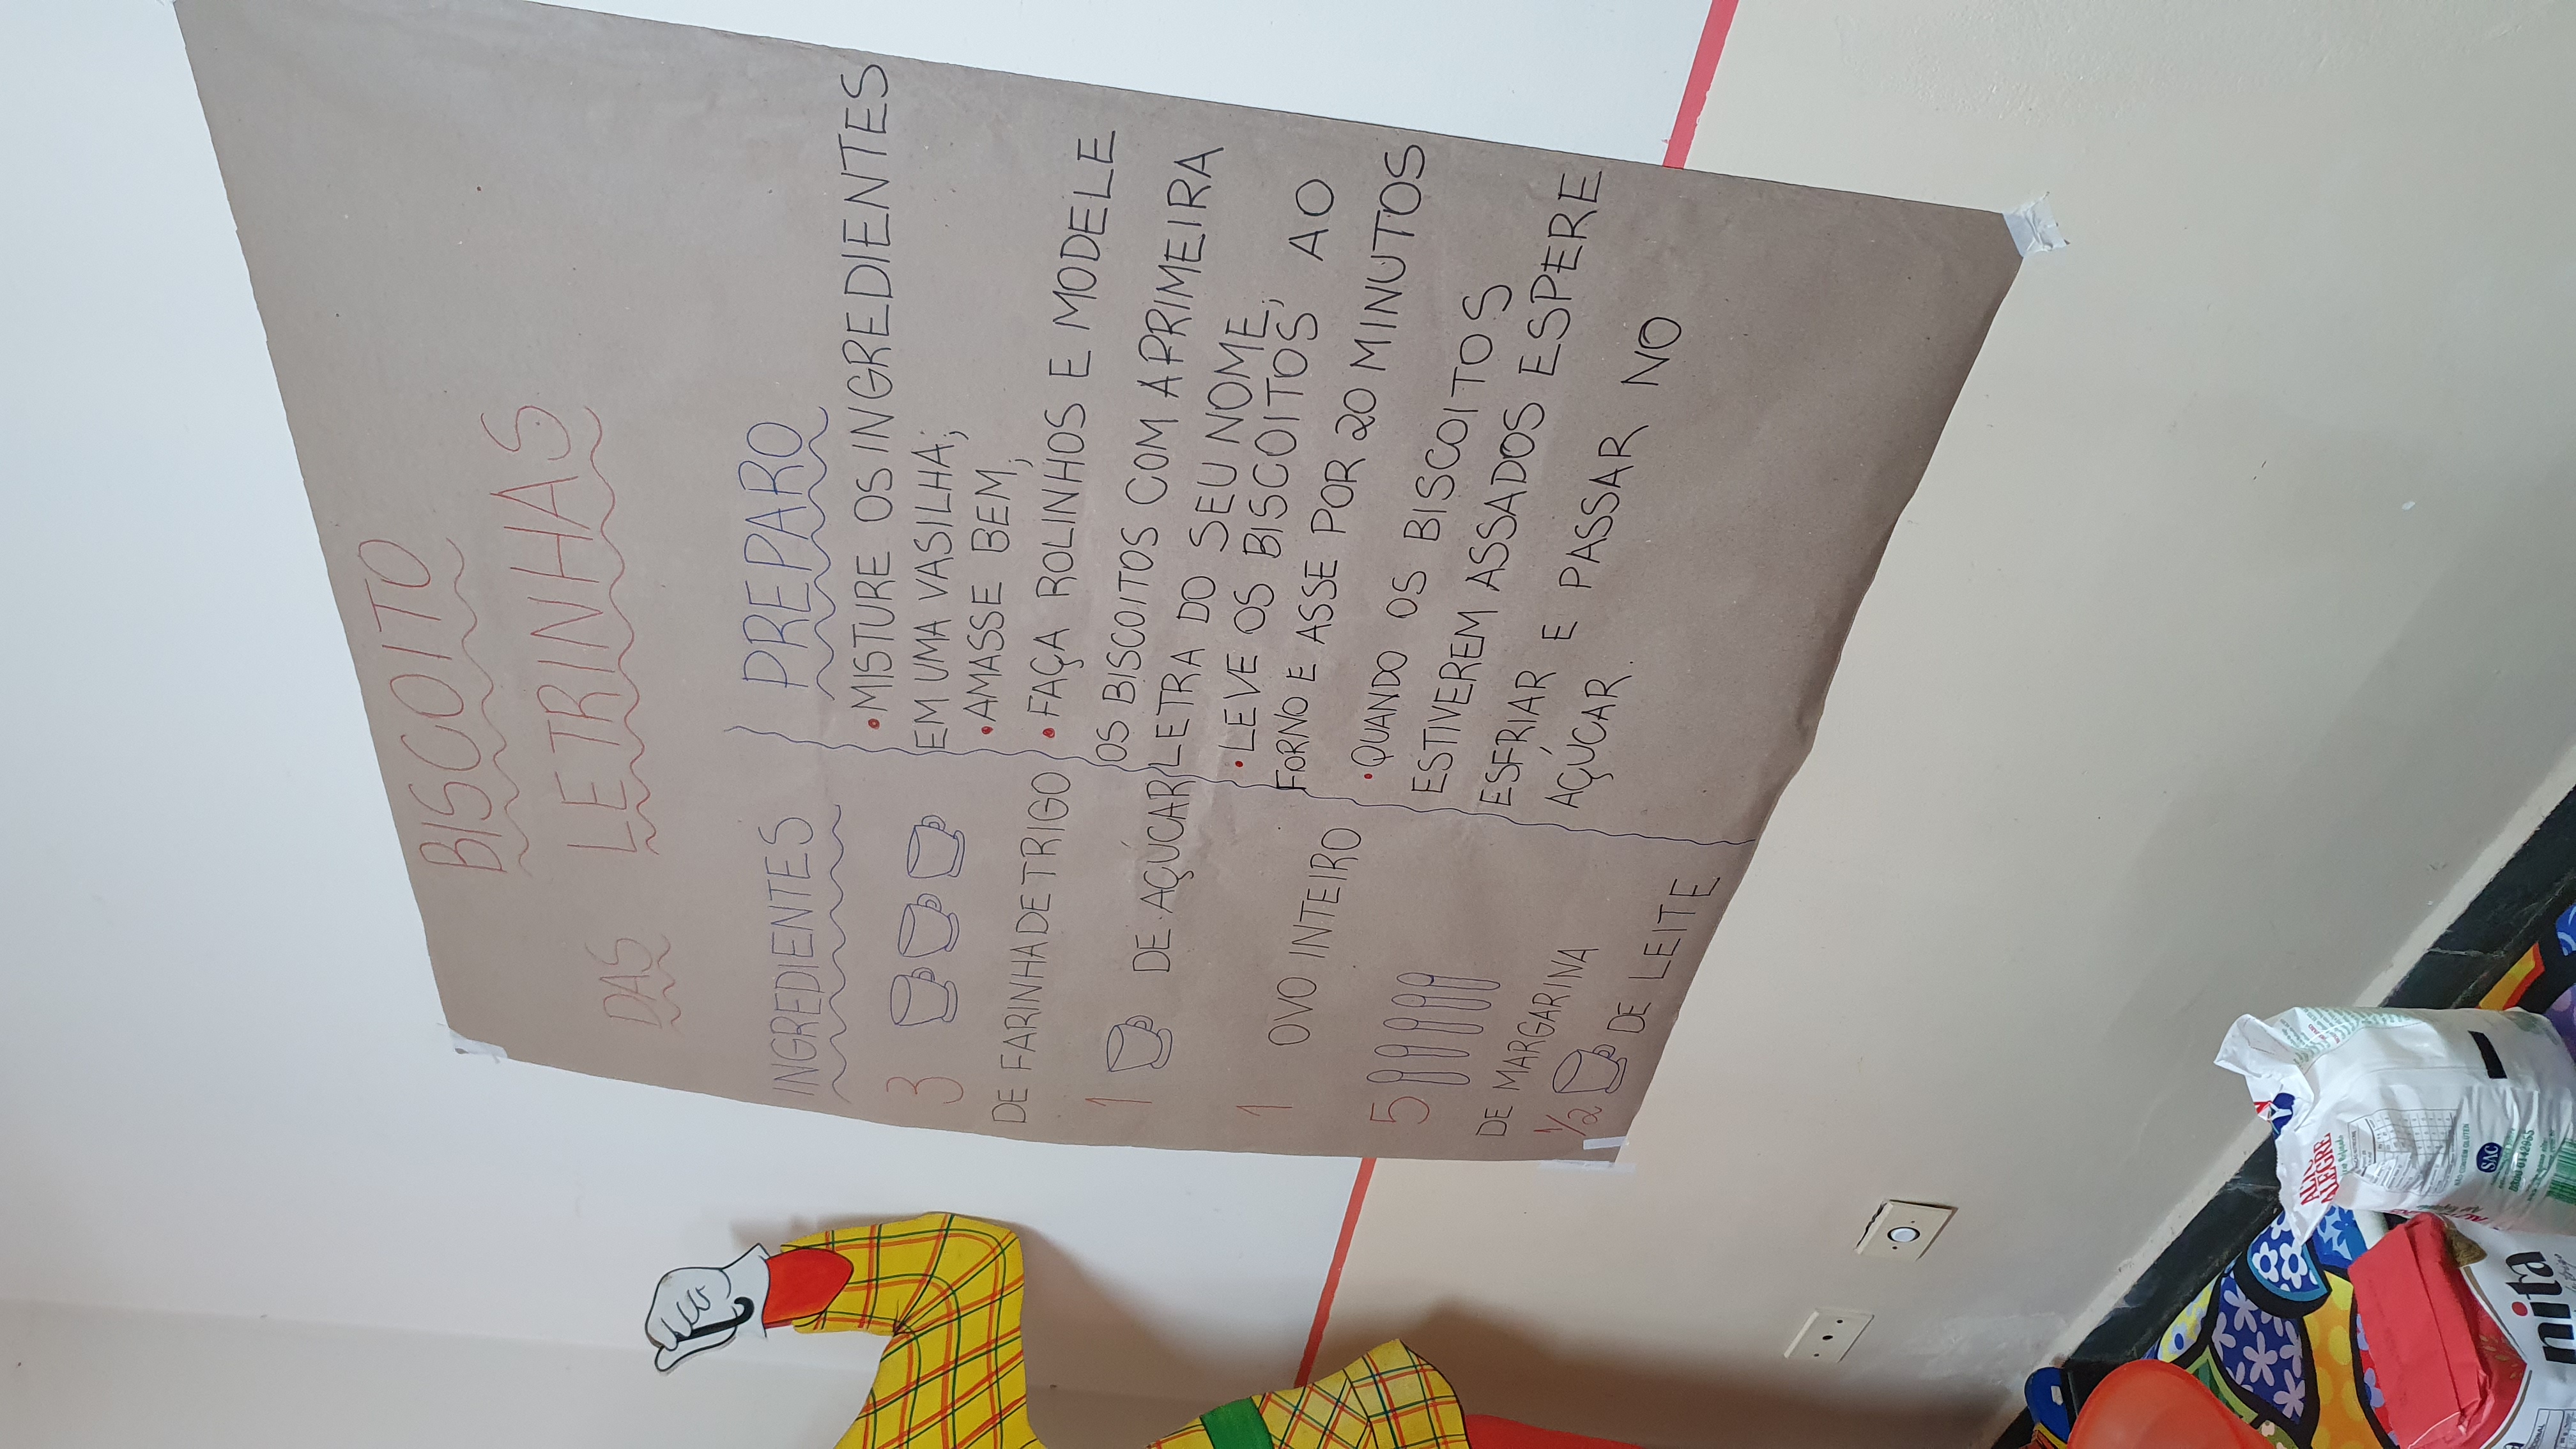 BISCOITO
DAS LETRINHAS
INGREDIENTES
3
DE FARINHA DE TRIGO
1 DE AÇÚCAR
1 OVO INTEIRO
5
DE MARGARINA
1/2 DE LEITE
PREPARO
•MISTURE OS INGREDIENTES
EM UMA VASILHA;
•AMASSE BEM;
•FAÇA ROLINHOS E MODELE
OS BISCOITOS COM A PRIMEIRA
LETRA DO SEU NOME;
•LEVE OS BISCOITOS AO
FORNO E ASSE POR 20 MINUTOS
•QUANDO OS BISCOITOS
ESTIVEREM ASSADOS ESPERE
ESFRIAR E PASSAR NO
AÇÚCAR.
ALTO
ALEGRE
NÃO CONTÉM GLÚTEN
SAC
0800 0142955
nita